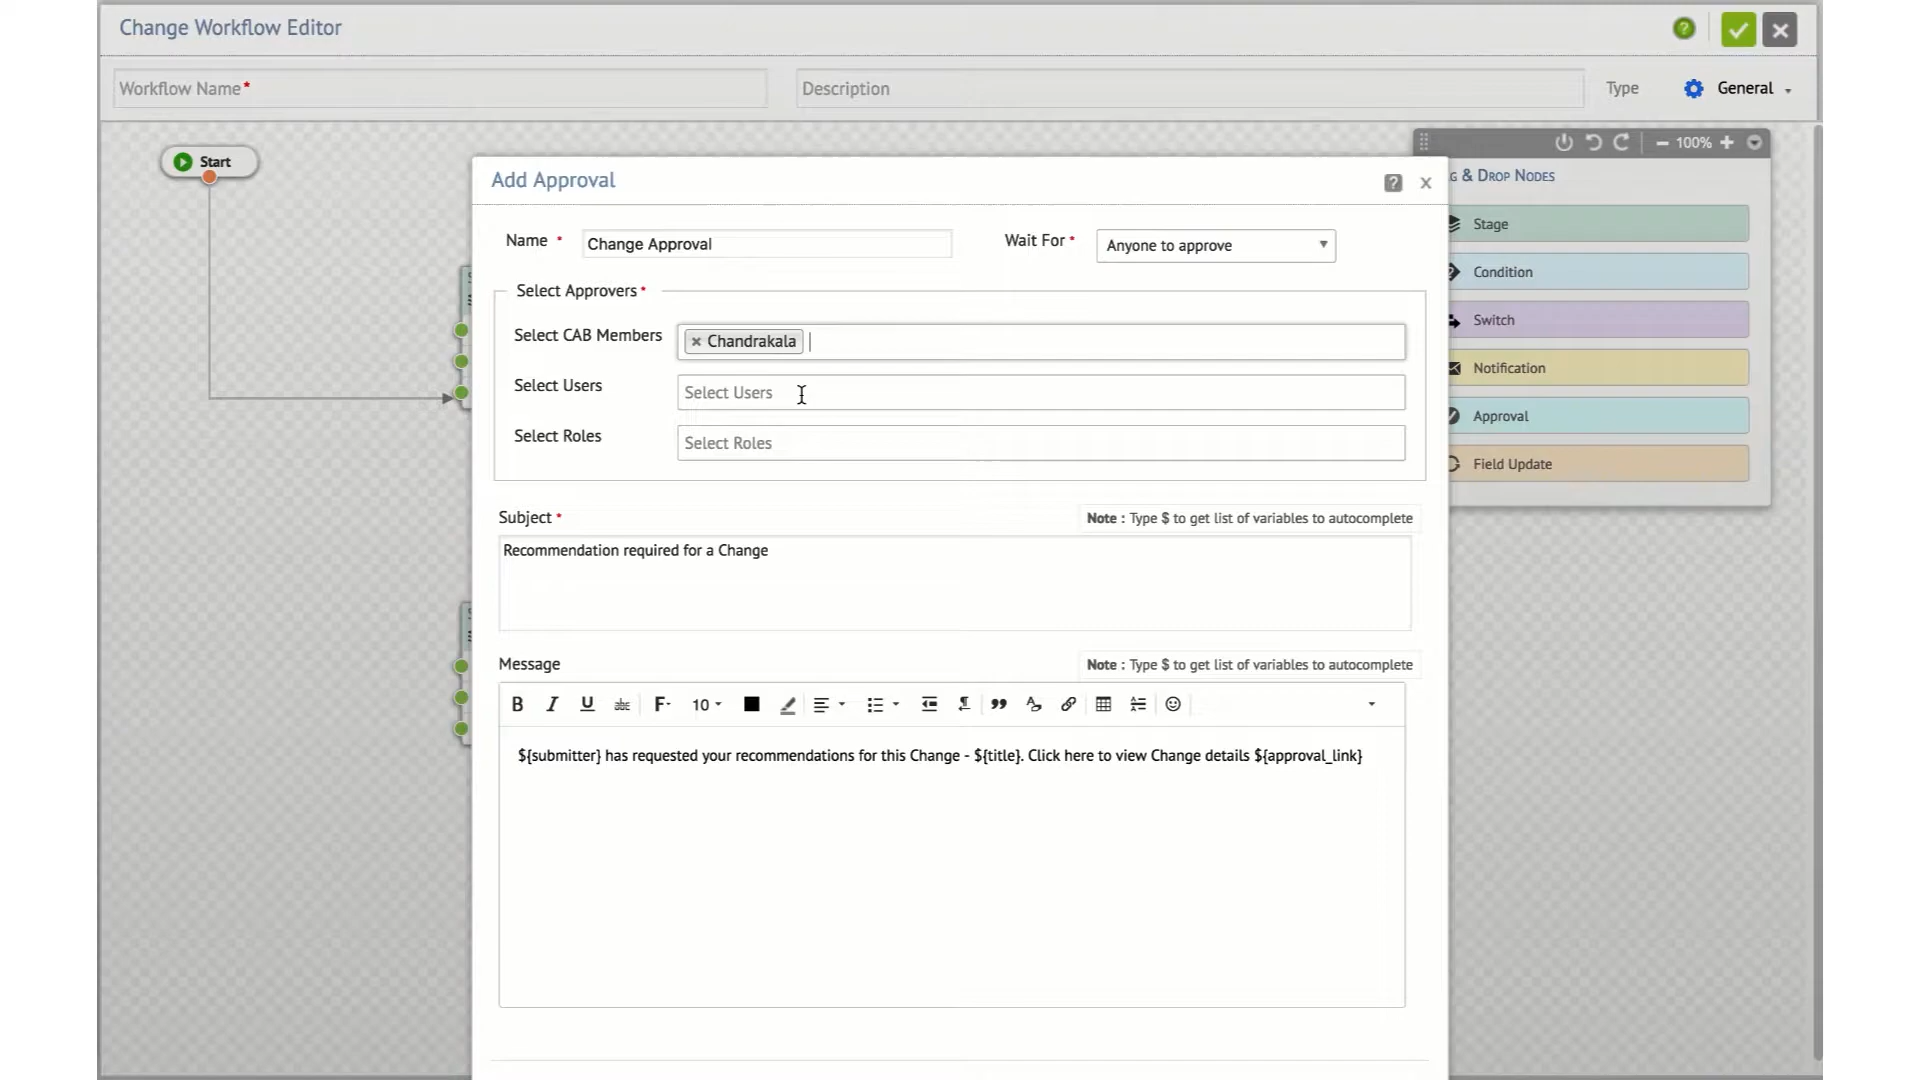 Change Workflow Editor
Workflow Name*
Description
Type
General
Start
100%
& Drop Nodes
Stage
Condition
Switch
Notification
Approval
Field Update
Add Approval
Name *
Change Approval
Wait For *
Anyone to approve
Select Approvers *
Select CAB Members
× Chandrakala
Select Users
Select Users
Select Roles
Select Roles
Subject *
Note : Type $ to get list of variables to autocomplete
Recommendation required for a Change
Message
Note : Type $ to get list of variables to autocomplete
B I U abc F 10
${submitter} has requested your recommendations for this Change - ${title}. Click here to view Change details ${approval_link}